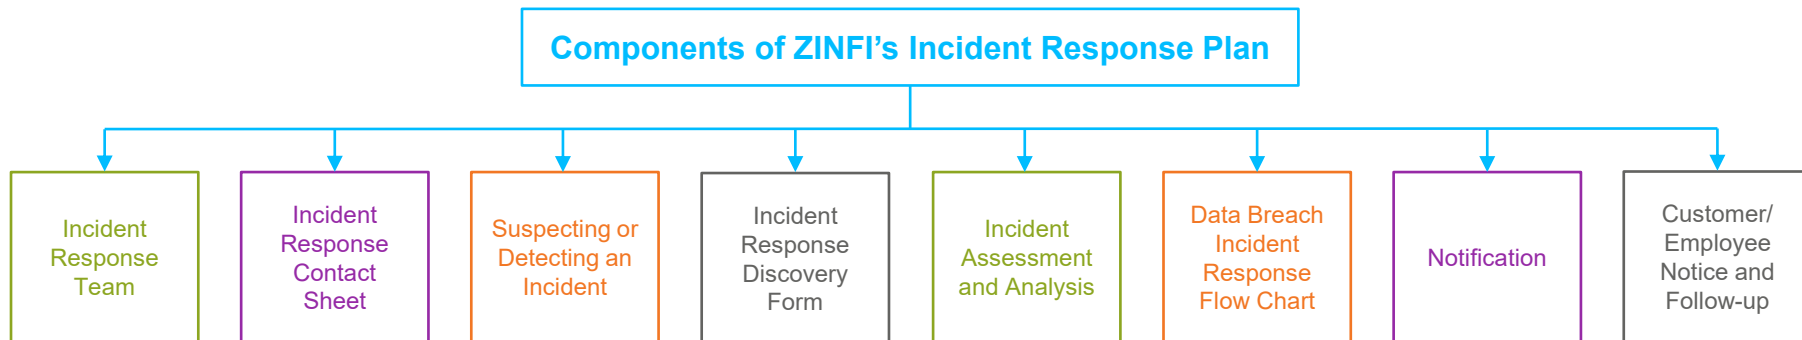 Components of ZINFI's Incident Response Plan
Incident
Response
Team
Incident
Response
Contact
Sheet
Suspecting or
Detecting an
Incident
Incident
Response
Discovery
Form
Incident
Assessment
and Analysis
Data Breach
Incident
Response
Flow Chart
Notification
Customer/
Employee
Notice and
Follow-up